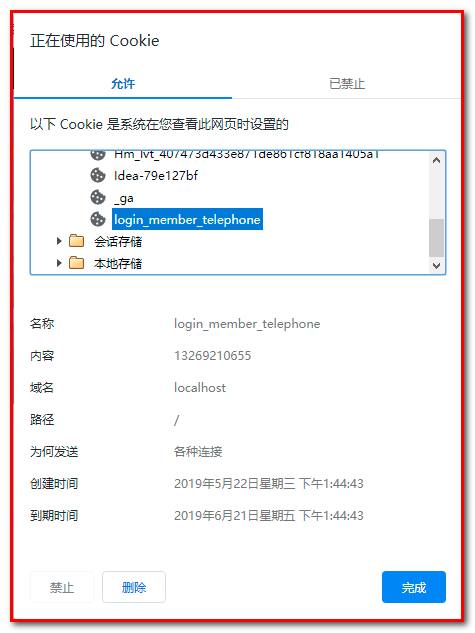 正在使用的 Cookie
允许
已禁止
以下 Cookie 是系统在您查看此网页时设置的
Hm_lvt_407473d433e871de861cf818aa1405a1
Idea-79e127bf
_ga
login_member_telephone
会话存储
本地存储
名称 login_member_telephone
内容 13269210655
域名 localhost
路径 /
为何发送 各种连接
创建时间 2019年5月22日星期三 下午1:44:43
到期时间 2019年6月21日星期五 下午1:44:43
禁止 删除 完成